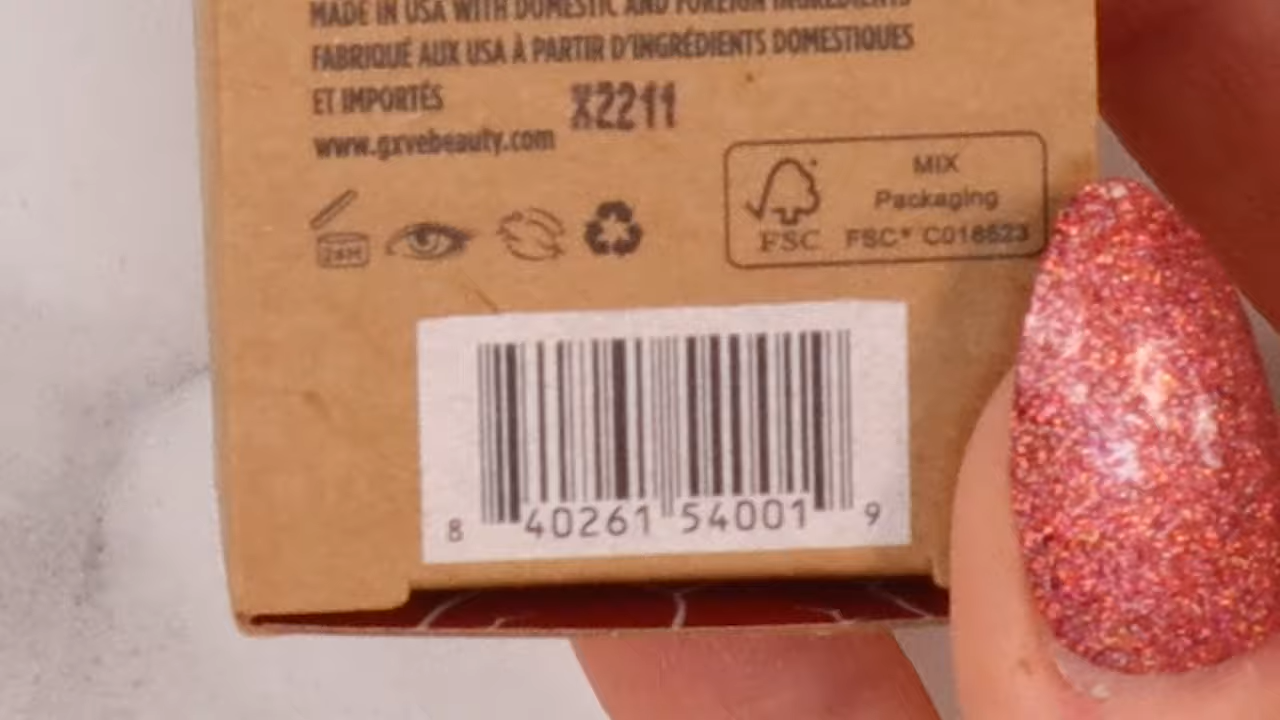 MADE IN USA WITH DOMESTIC AND FOREIGN INGREDIENTS
FABRIQUÉ AUX USA À PARTIR D'INGRÉDIENTS DOMESTIQUES
ET IMPORTÉS
X2211
www.gxvebeauty.com
MIX
Packaging
FSC
FSC® C018523
24M
8 40261 54001 9